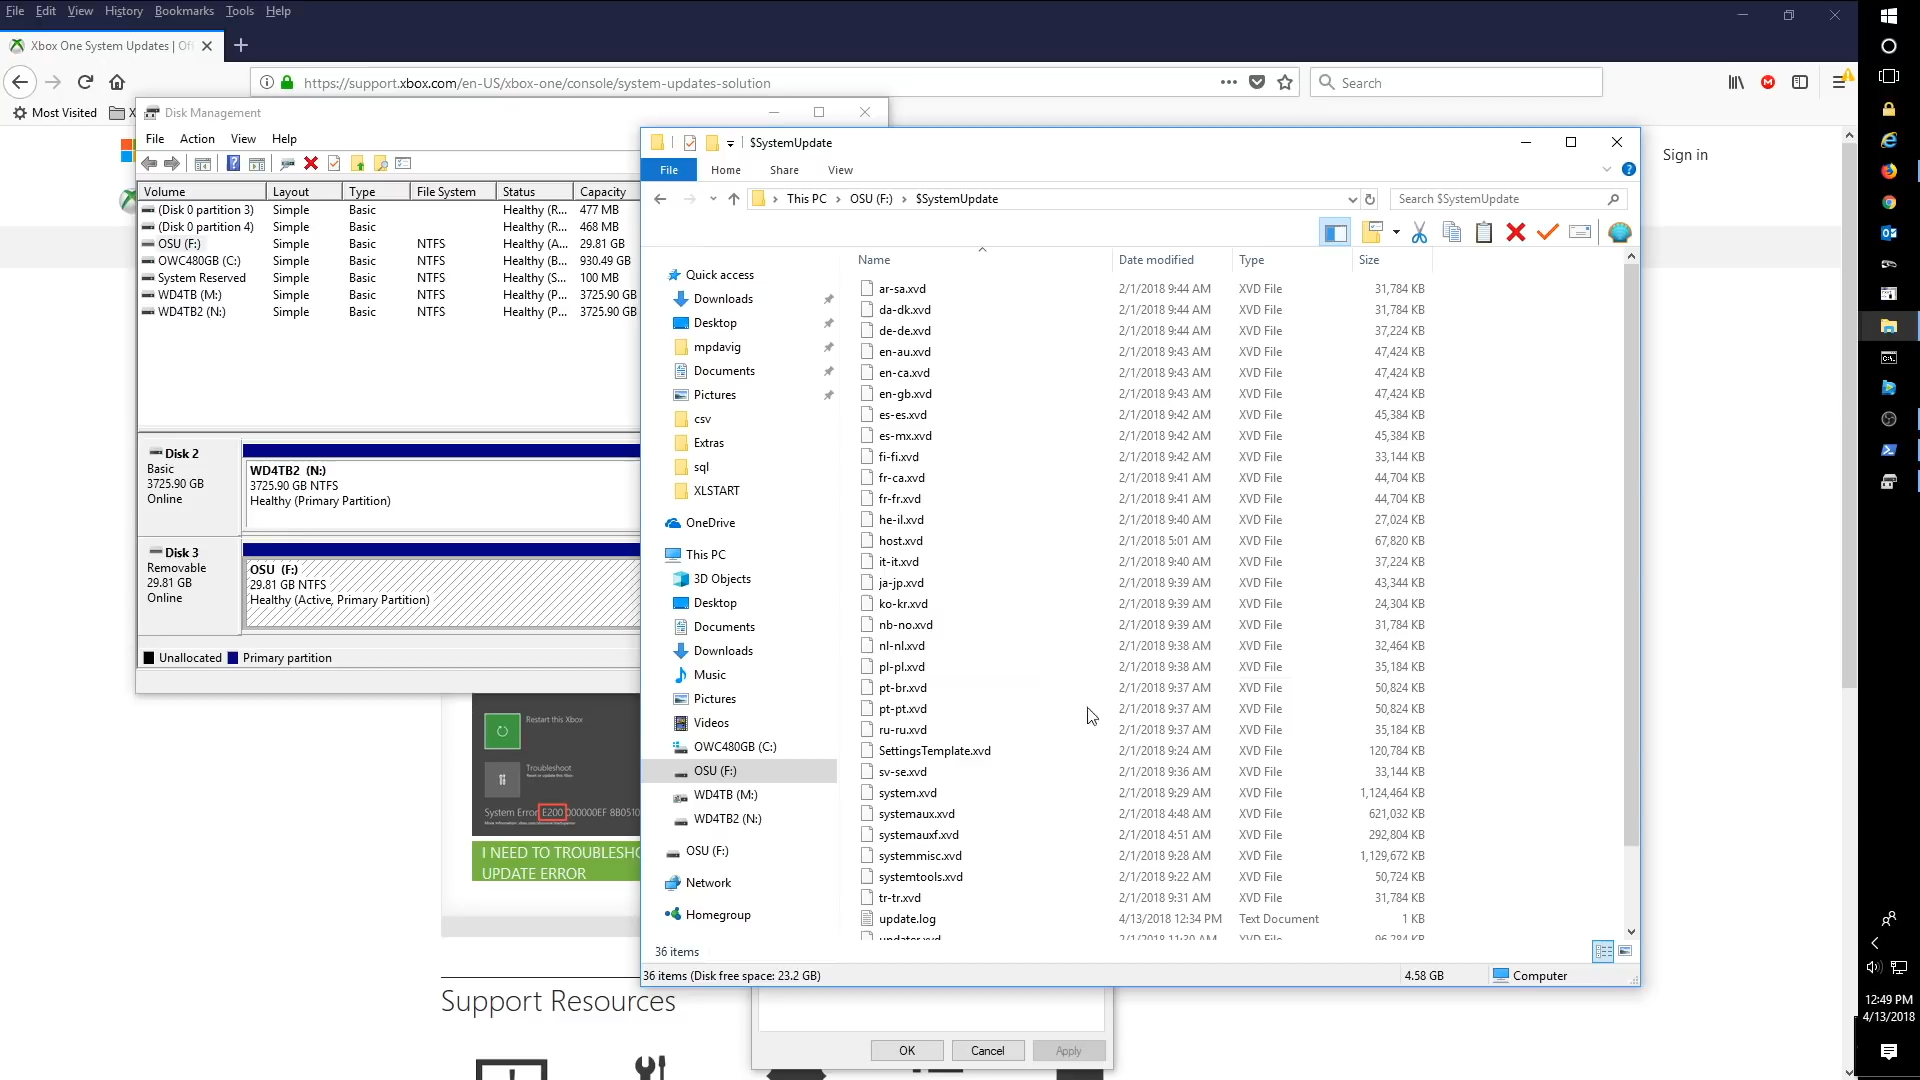 File Edit View History Bookmarks Tools Help
Xbox One System Updates | Off
https://support.xbox.com/en-US/xbox-one/console/system-updates-solution
Search
Most Visited
X
Sign in
Disk Management
File Action View Help
Volume Layout Type File System Status Capacity
(Disk 0 partition 3) Simple Basic Healthy (R... 477 MB
(Disk 0 partition 4) Simple Basic Healthy (R... 468 MB
OSU (F:) Simple Basic NTFS Healthy (A... 29.81 GB
OWC480GB (C:) Simple Basic NTFS Healthy (B... 930.49 GB
System Reserved Simple Basic NTFS Healthy (S... 100 MB
WD4TB (M:) Simple Basic NTFS Healthy (P... 3725.90 GB
WD4TB2 (N:) Simple Basic NTFS Healthy (P... 3725.90 GB
Disk 2
Basic
3725.90 GB
Online
WD4TB2 (N:)
3725.90 GB NTFS
Healthy (Primary Partition)
Disk 3
Removable
29.81 GB
Online
OSU (F:)
29.81 GB NTFS
Healthy (Active, Primary Partition)
Unallocated Primary partition
$SystemUpdate
File Home Share View
This PC › OSU (F:) › $SystemUpdate
Search $SystemUpdate
Quick access
Downloads
Desktop
mpdavig
Documents
Pictures
csv
Extras
sql
XLSTART
OneDrive
This PC
3D Objects
Desktop
Documents
Downloads
Music
Pictures
Videos
OWC480GB (C:)
OSU (F:)
WD4TB (M:)
WD4TB2 (N:)
OSU (F:)
Network
Homegroup
Name Date modified Type Size
ar-sa.xvd 2/1/2018 9:44 AM XVD File 31,784 KB
da-dk.xvd 2/1/2018 9:44 AM XVD File 31,784 KB
de-de.xvd 2/1/2018 9:44 AM XVD File 37,224 KB
en-au.xvd 2/1/2018 9:43 AM XVD File 47,424 KB
en-ca.xvd 2/1/2018 9:43 AM XVD File 47,424 KB
en-gb.xvd 2/1/2018 9:43 AM XVD File 47,424 KB
es-es.xvd 2/1/2018 9:42 AM XVD File 45,384 KB
es-mx.xvd 2/1/2018 9:42 AM XVD File 45,384 KB
fi-fi.xvd 2/1/2018 9:42 AM XVD File 33,144 KB
fr-ca.xvd 2/1/2018 9:41 AM XVD File 44,704 KB
fr-fr.xvd 2/1/2018 9:41 AM XVD File 44,704 KB
he-il.xvd 2/1/2018 9:40 AM XVD File 27,024 KB
host.xvd 2/1/2018 5:01 AM XVD File 67,820 KB
it-it.xvd 2/1/2018 9:40 AM XVD File 37,224 KB
ja-jp.xvd 2/1/2018 9:39 AM XVD File 43,344 KB
ko-kr.xvd 2/1/2018 9:39 AM XVD File 24,304 KB
nb-no.xvd 2/1/2018 9:39 AM XVD File 31,784 KB
nl-nl.xvd 2/1/2018 9:38 AM XVD File 32,464 KB
pl-pl.xvd 2/1/2018 9:38 AM XVD File 35,184 KB
pt-br.xvd 2/1/2018 9:37 AM XVD File 50,824 KB
pt-pt.xvd 2/1/2018 9:37 AM XVD File 50,824 KB
ru-ru.xvd 2/1/2018 9:37 AM XVD File 35,184 KB
SettingsTemplate.xvd 2/1/2018 9:24 AM XVD File 120,784 KB
sv-se.xvd 2/1/2018 9:36 AM XVD File 33,144 KB
system.xvd 2/1/2018 9:29 AM XVD File 1,124,464 KB
systemaux.xvd 2/1/2018 4:48 AM XVD File 621,032 KB
systemauxf.xvd 2/1/2018 4:51 AM XVD File 292,804 KB
systemmisc.xvd 2/1/2018 9:28 AM XVD File 1,129,672 KB
systemtools.xvd 2/1/2018 9:22 AM XVD File 50,724 KB
tr-tr.xvd 2/1/2018 9:31 AM XVD File 31,784 KB
update.log 4/13/2018 12:34 PM Text Document 1 KB
updater.xvd 2/1/2018 11:30 AM XVD File 96,284 KB
36 items
36 items (Disk free space: 23.2 GB) 4.58 GB Computer
Restart this Xbox
Troubleshoot
System Error E200 000000EF 8B0510
I NEED TO TROUBLESHO
UPDATE ERROR
Support Resources
OK Cancel Apply
12:49 PM
4/13/2018